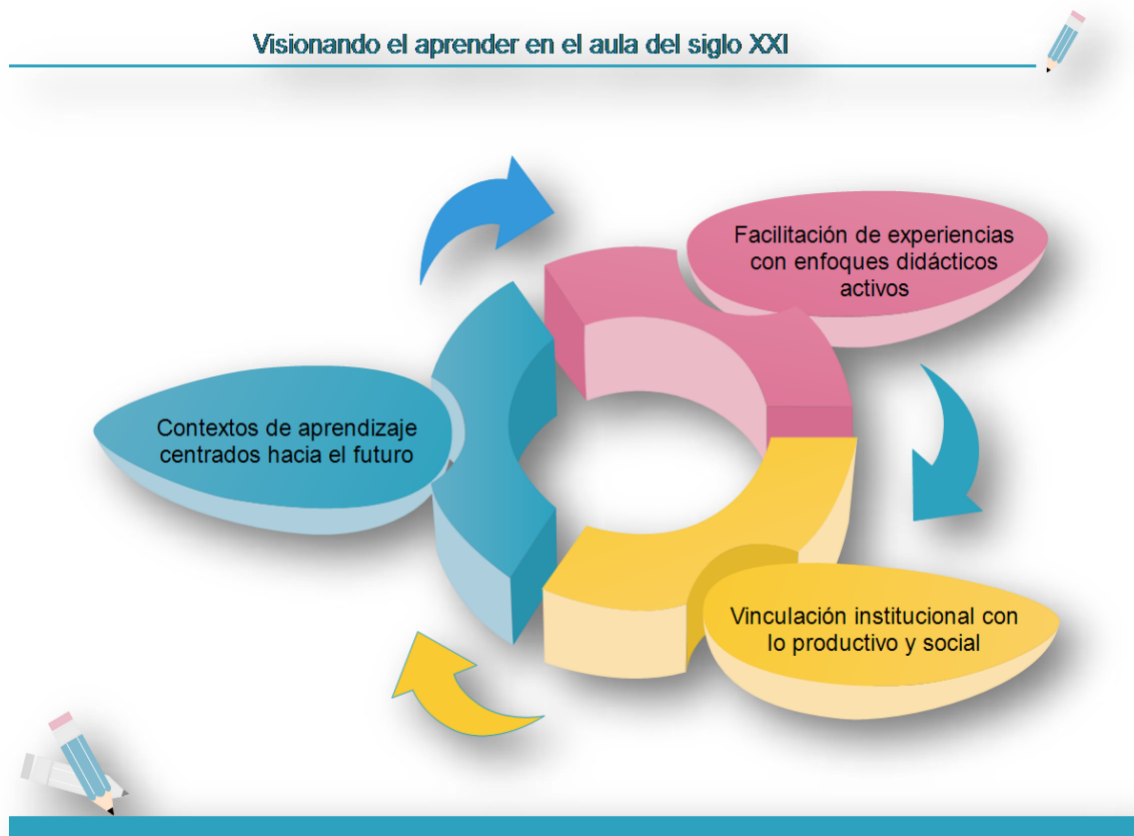 Visionando el aprender en el aula del siglo XXI
Facilitación de experiencias
con enfoques didácticos
activos
Contextos de aprendizaje
centrados hacia el futuro
Vinculación institucional con
lo productivo y social